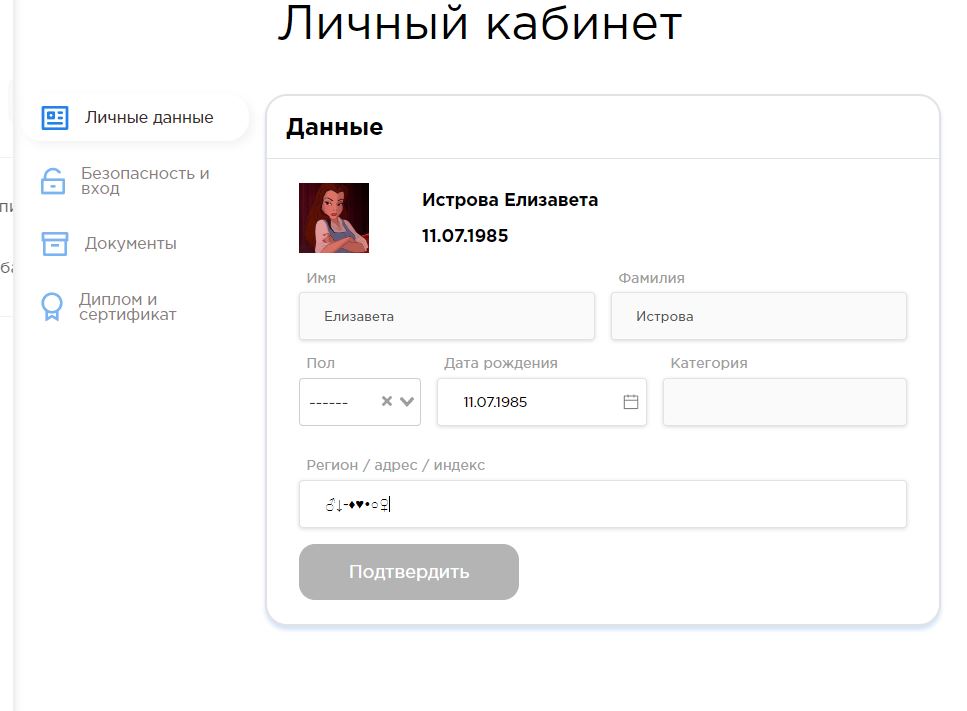 Личный кабинет
Личные данные
Безопасность и
вход
Документы
Диплом и
сертификат
Данные
Истрова Елизавета
11.07.1985
Имя
Фамилия
Елизавета
Истрова
Пол
Дата рождения
Категория
------
11.07.1985
Регион / адрес / индекс
♂↓-♦♥•○♀
Подтвердить